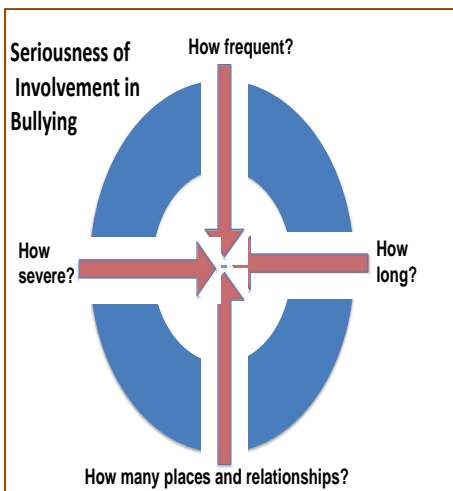 Seriousness of
Involvement in
Bullying
How frequent?
How
severe?
How
long?
How many places and relationships?